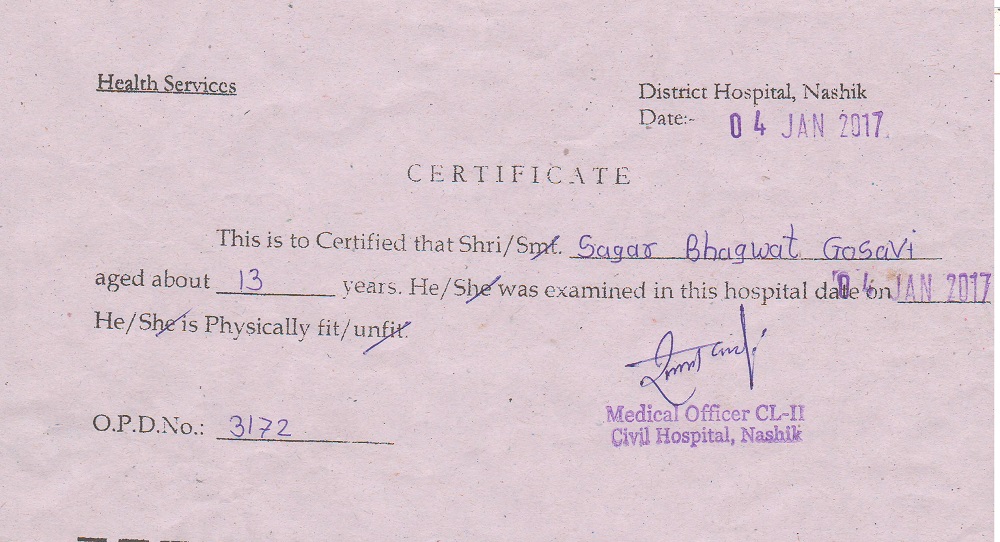 Health Services
District Hospital, Nashik
Date:- 04 JAN 2017
CERTIFICATE
This is to Certified that Shri/Smt. Sagar Bhagwat Gosavi
aged about 13 years. He/She was examined in this hospital date on 04 JAN 2017
He/She is Physically fit/unfit.
O.P.D.No.: 3172
Medical Officer CL-II
Civil Hospital, Nashik